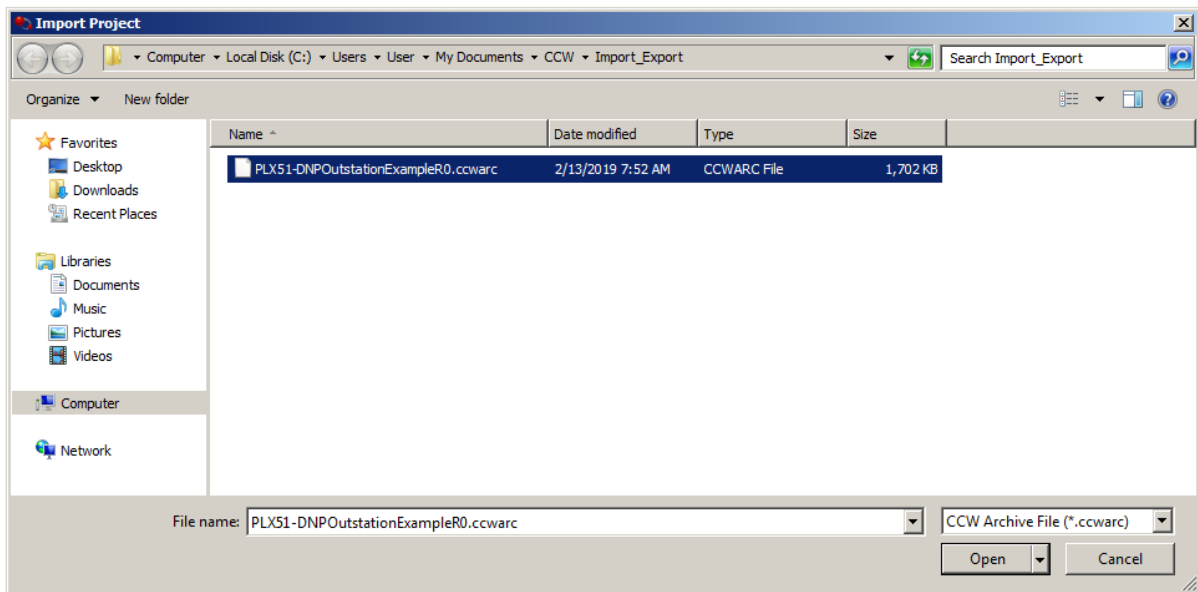 Import Project
Computer Local Disk (C:) Users User My Documents CCW Import_Export Search Import_Export
Organize New folder
Name Date modified Type Size
PLX51-DNPOutstationExampleR0.ccwarc 2/13/2019 7:52 AM CCWARC File 1,702 KB
Favorites
Desktop
Downloads
Recent Places
Libraries
Documents
Music
Pictures
Videos
Computer
Network
File name: PLX51-DNPOutstationExampleR0.ccwarc CCW Archive File (*.ccwarc)
Open Cancel